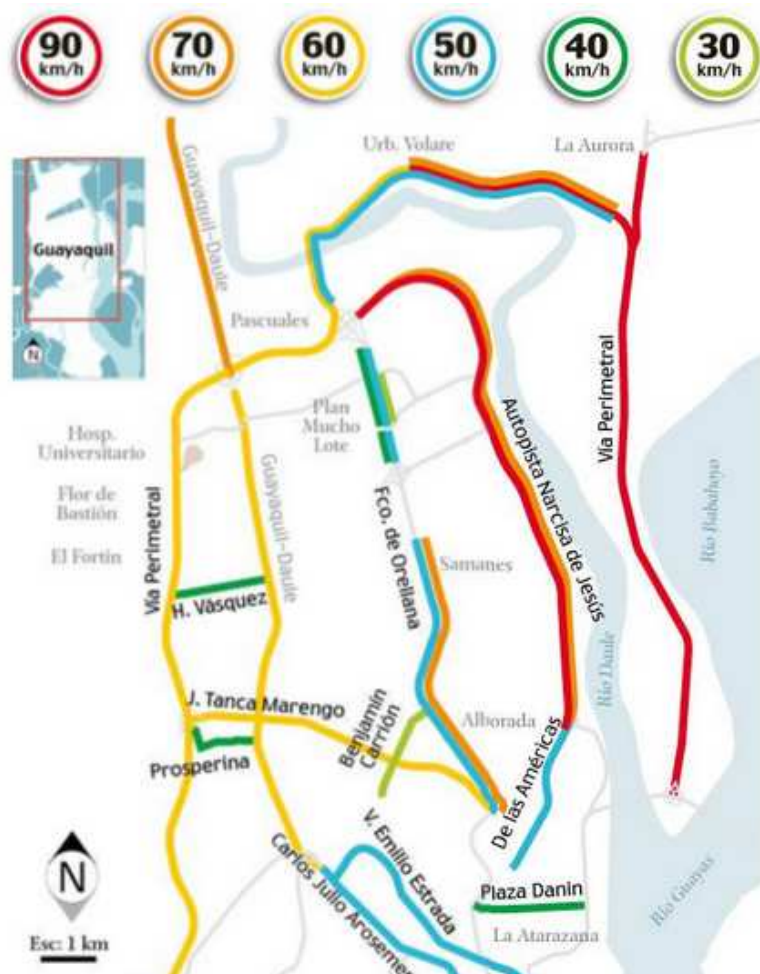 90
km/h
70
km/h
60
km/h
50
km/h
40
km/h
30
km/h
Urb. Volare
La Aurora
Guayaquil-Daule
Guayaquil
N
Pascuales
Plan
Mucho
Lote
Hosp.
Universitario
Flor de
Bastión
El Fortín
Vía Perimetral
Guayaquil-Daule
H. Vásquez
Fco. de Orellana
Samanes
Autopista Narcisa de Jesús
Vía Perimetral
Río Babahoyo
Río Daule
J. Tanca Marengo
Prosperina
Benjamín
Carrión
Alborada
De las Américas
Carlos Julio Arosemena
V. Emilio Estrada
Plaza Danin
La Atarazana
Río Guayas
N
Esc: 1 km